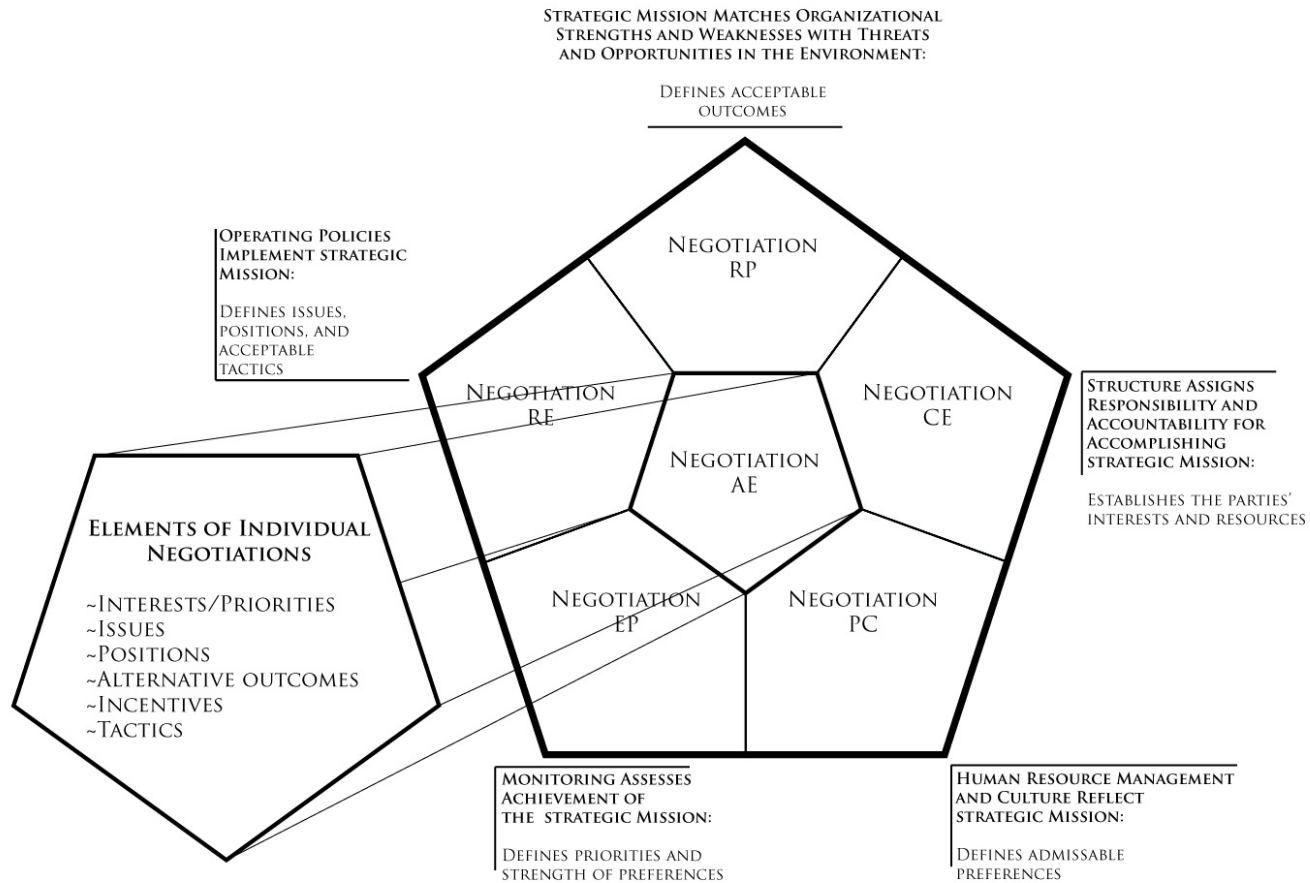 Strategic Mission Matches Organizational
Strengths and Weaknesses with Threats
and Opportunities in the Environment:
Defines acceptable
outcomes
Operating Policies
Implement strategic
Mission:
Defines issues,
positions, and
acceptable
tactics
Negotiation
RP
Negotiation
RE
Negotiation
CE
Negotiation
AE
Structure Assigns
Responsibility and
Accountability for
Accomplishing
strategic Mission:
Establishes the parties'
interests and resources
Elements of Individual
Negotiations
~Interests/Priorities
~Issues
~Positions
~Alternative outcomes
~Incentives
~Tactics
Negotiation
EP
Negotiation
PC
Monitoring Assesses
Achievement of
the strategic Mission:
Defines priorities and
strength of preferences
Human Resource Management
and Culture Reflect
strategic Mission:
Defines admissable
preferences